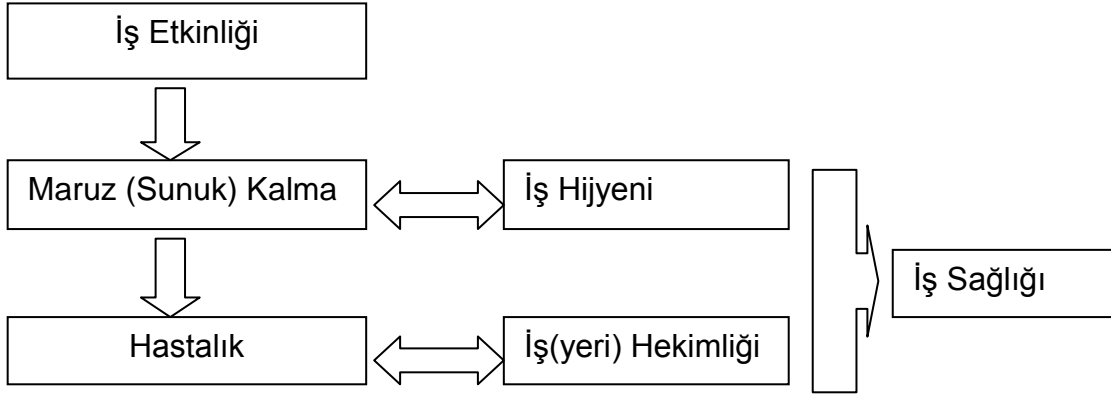 İş Etkinliği
Maruz (Sunuk) Kalma
İş Hijyeni
İş Sağlığı
Hastalık
İş(yeri) Hekimliği